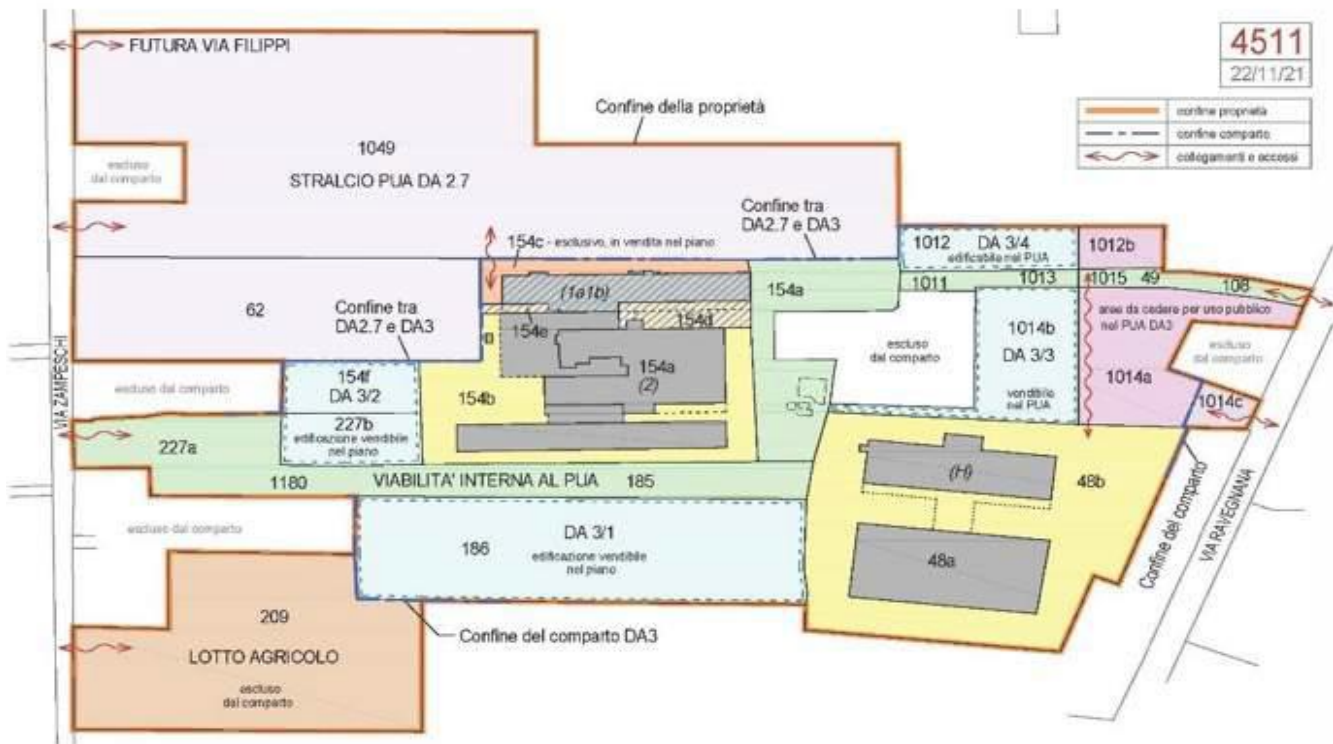 FUTURA VIA FILIPPI
4511
22/11/21
confine proprietà
confine comparto
collegamenti e accessi
Confine della proprietà
1049
STRALCIO PUA DA 2.7
escluso
dal comparto
Confine tra
DA2.7 e DA3
154c - esclusivo, in vendita nel piano
1012 DA 3/4
edificabile nel PUA
1012b
1011
1013
1015
49
108
(1a1b)
154a
154e
154d
62
Confine tra
DA2.7 e DA3
aree da cedere per uso pubblico
nel PUA DA3
1014b
DA 3/3
vendibile
nel PUA
escluso
dal comparto
escluso
dal comparto
1014a
1014c
154a
(2)
154b
escluso dal comparto
154f
DA 3/2
227b
edificazione vendibile
nel piano
227a
VIA ZAMPESCHI
1180
VIABILITA' INTERNA AL PUA
185
(H)
48b
48a
escluso dal comparto
186
DA 3/1
edificazione vendibile
nel piano
Confine del comparto
VIA RAVEGNANA
209
LOTTO AGRICOLO
escluso
dal comparto
Confine del comparto DA3